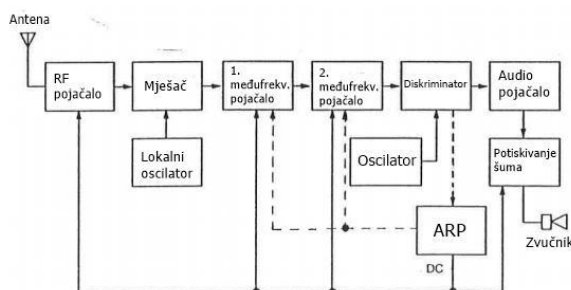 Antena
RF
pojačalo
Mješač
1.
međufrekv.
pojačalo
2.
međufrekv.
pojačalo
Diskriminator
Audio
pojačalo
Lokalni
oscilator
Oscilator
Potiskivanje
šuma
ARP
Zvučnik
DC